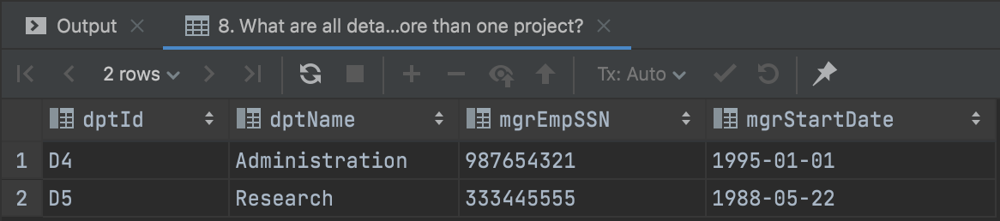 Output 8. What are all deta...ore than one project?
2 rows Tx: Auto
dptId dptName mgrEmpSSN mgrStartDate
1 D4 Administration 987654321 1995-01-01
2 D5 Research 333445555 1988-05-22